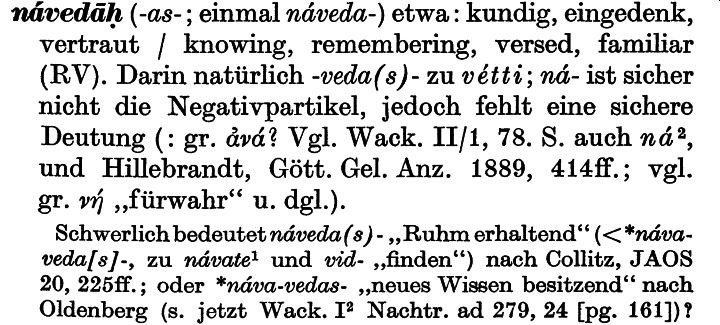 návedāḥ (-as-; einmal náveda-) etwa: kundig, eingedenk,
vertraut / knowing, remembering, versed, familiar
(RV). Darin natürlich -veda(s)- zu vétti; ná- ist sicher
nicht die Negativpartikel, jedoch fehlt eine sichere
Deutung (: gr. ἀνά? Vgl. Wack. II/1, 78. S. auch ná²,
und Hillebrandt, Gött. Gel. Anz. 1889, 414ff.; vgl.
gr. νή „fürwahr“ u. dgl.).
Schwerlich bedeutet náveda(s)- „Ruhm erhaltend“ (<*náva-
veda[s]-, zu návate¹ und vid- „finden“) nach Collitz, JAOS
20, 225ff.; oder *náva-vedas- „neues Wissen besitzend“ nach
Oldenberg (s. jetzt Wack. I² Nachtr. ad 279, 24 [pg. 161])?